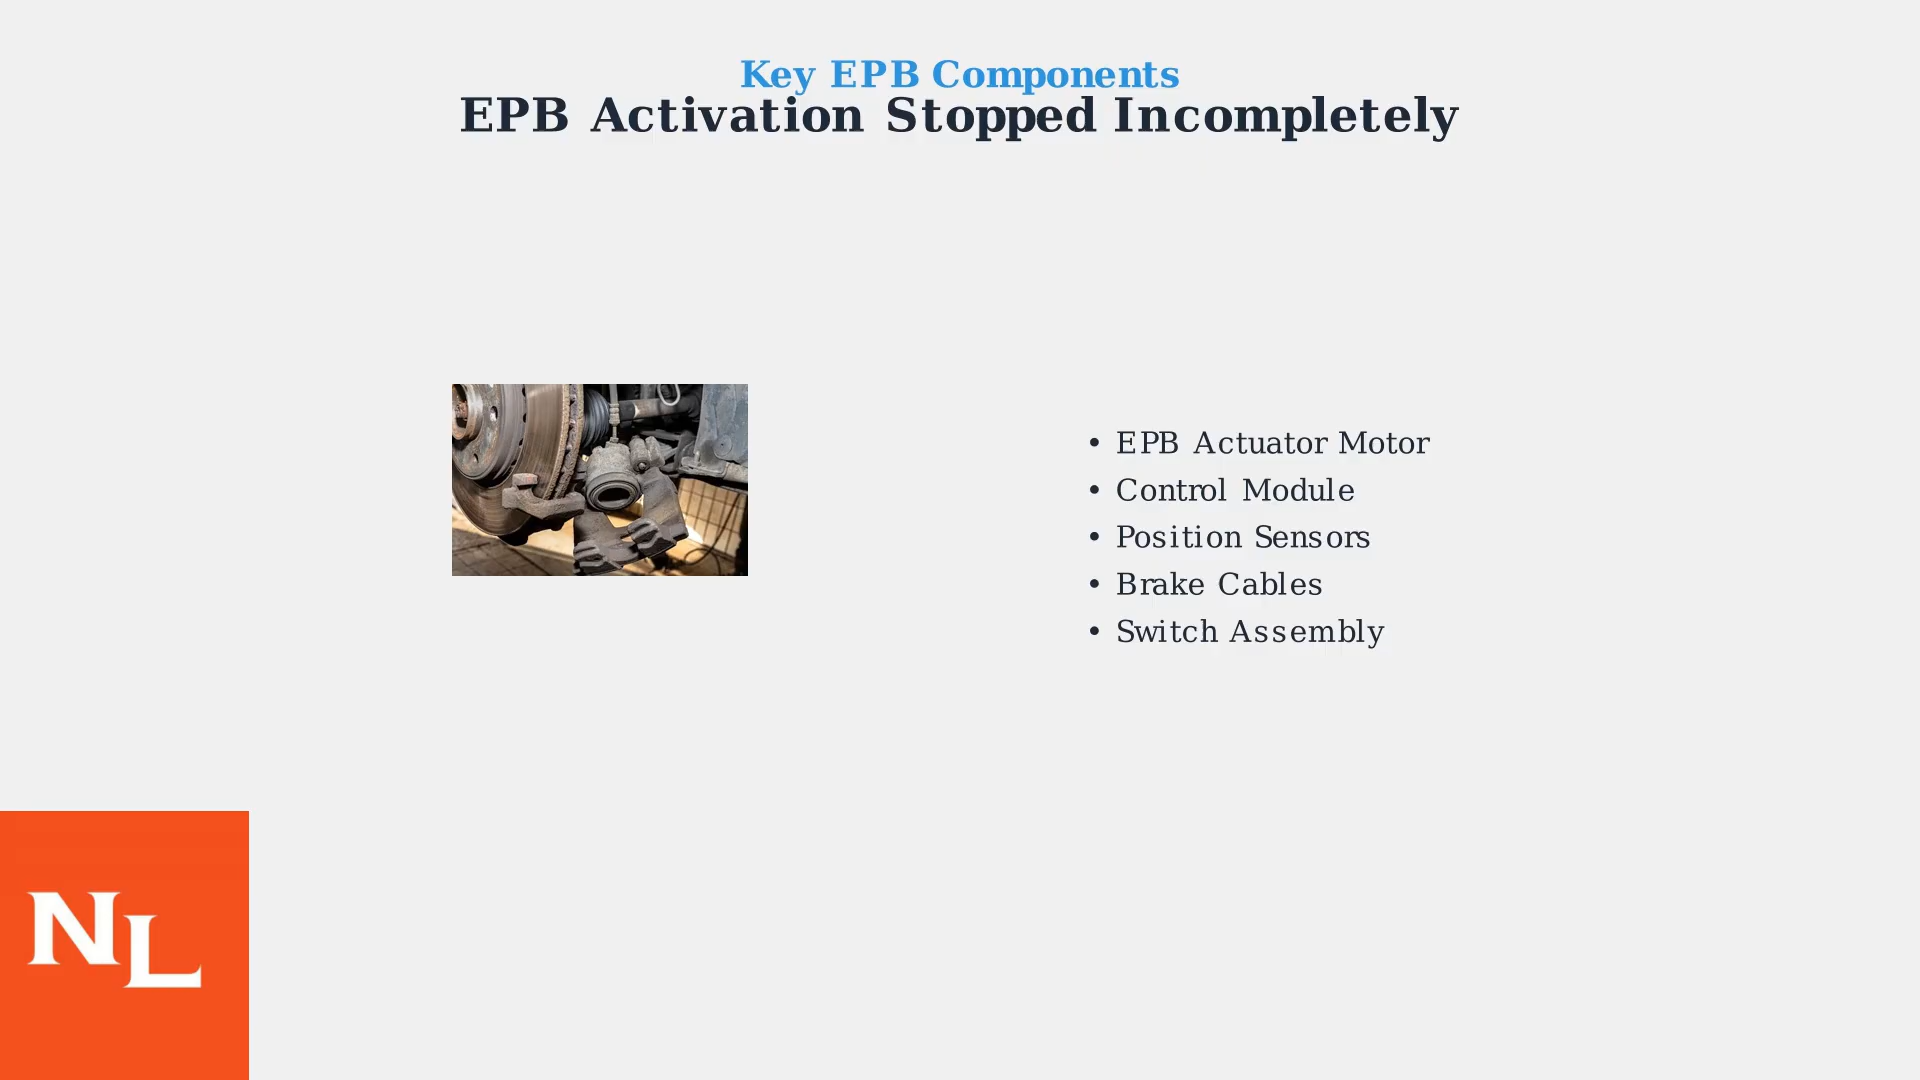 Key EPB Components
EPB Activation Stopped Incompletely
• EPB Actuator Motor
• Control Module
• Position Sensors
• Brake Cables
• Switch Assembly
NL